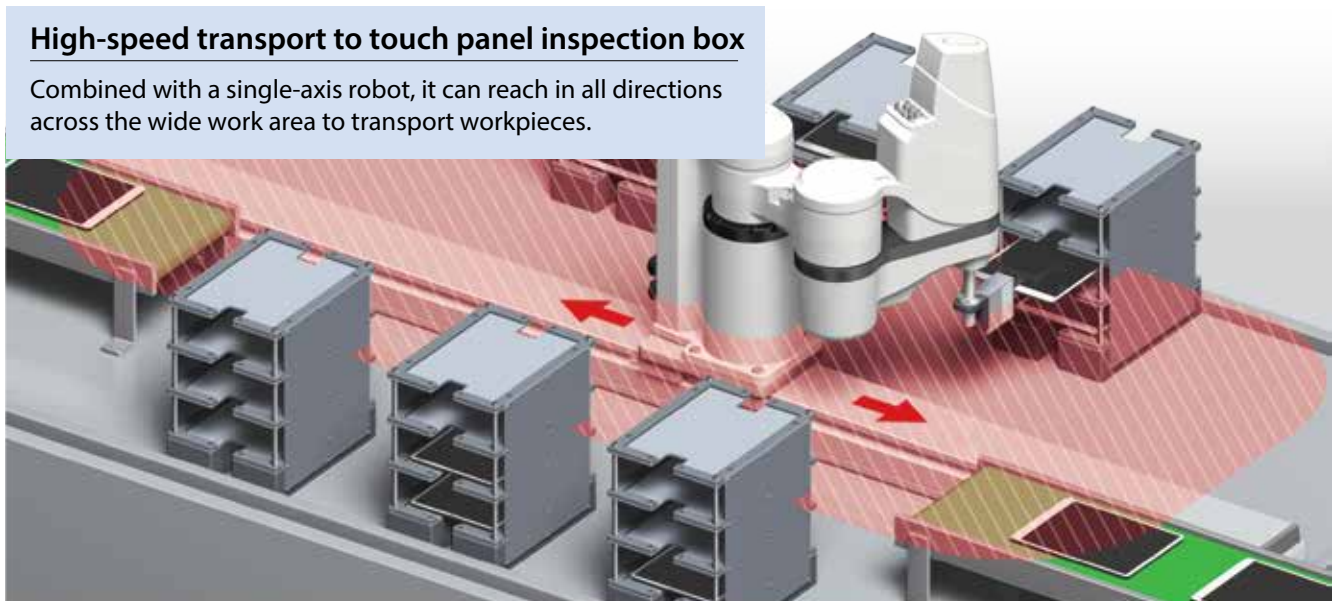 High-speed transport to touch panel inspection box
Combined with a single-axis robot, it can reach in all directions
across the wide work area to transport workpieces.